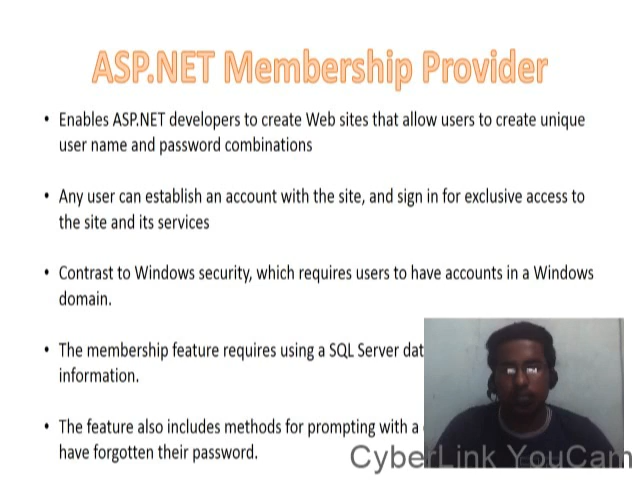 ASP.NET Membership Provider
• Enables ASP.NET developers to create Web sites that allow users to create unique
user name and password combinations
• Any user can establish an account with the site, and sign in for exclusive access to
the site and its services
• Contrast to Windows security, which requires users to have accounts in a Windows
domain.
• The membership feature requires using a SQL Server dat
information.
• The feature also includes methods for prompting with a
have forgotten their password.
CyberLink YouCam